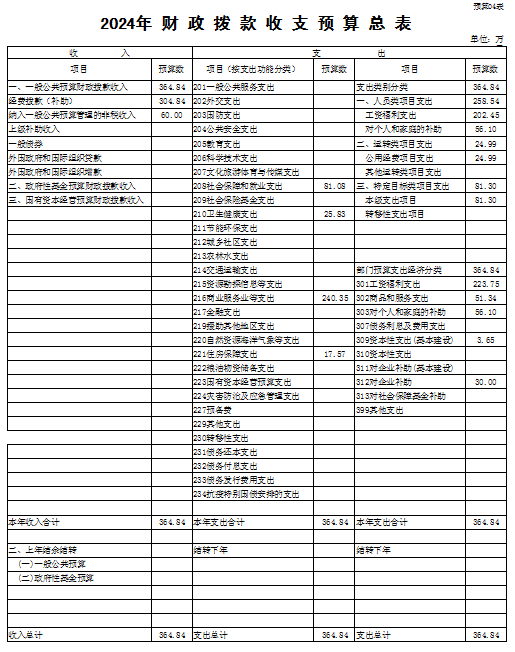 预算04表
2024年 财 政 拨 款 收 支 预 算 总 表
单位：万
收 入 支 出
项目 预算数 项目（按支出功能分类） 预算数 项目 预算数
一、一般公共预算财政拨款收入 364.84 201一般公共服务支出 支出类别分类 364.84
经费拨款（补助） 304.84 202外交支出 一、人员类项目支出 258.54
纳入一般公共预算管理的非税收入 60.00 203国防支出 工资福利支出 202.45
上级补助收入 204公共安全支出 对个人和家庭的补助 56.10
一般债券 205教育支出 二、运转类项目支出 24.99
外国政府和国际组织贷款 206科学技术支出 公用经费项目支出 24.99
外国政府和国际组织赠款 207文化旅游体育与传媒支出 其他运转类项目支出
二、政府性基金预算财政拨款收入 208社会保障和就业支出 81.08 三、特定目标类项目支出 81.30
三、国有资本经营预算财政拨款收入 209社会保险基金支出 本级支出项目 81.30
210卫生健康支出 25.83 转移性支出项目
211节能环保支出
212城乡社区支出
213农林水支出
214交通运输支出 部门预算支出经济分类 364.84
215资源勘探信息等支出 301工资福利支出 223.75
216商业服务业等支出 240.35 302商品和服务支出 51.34
217金融支出 303对个人和家庭的补助 56.10
219援助其他地区支出 307债务利息及费用支出
220自然资源海洋气象等支出 309资本性支出(基本建设) 3.65
221住房保障支出 17.57 310资本性支出
222粮油物资储备支出 311对企业补助(基本建设)
223国有资本经营预算支出 312对企业补助 30.00
224灾害防治及应急管理支出 313对社会保障基金补助
227预备费 399其他支出
229其他支出
230转移性支出
231债务还本支出
232债务付息支出
233债务发行费用支出
234抗疫特别国债安排的支出
本年收入合计 364.84 本年支出合计 364.84 本年支出合计 364.84
二、上年结余结转 结转下年 结转下年
(一)一般公共预算
(二)政府性基金预算
收入总计 364.84 支出总计 364.84 支出总计 364.84